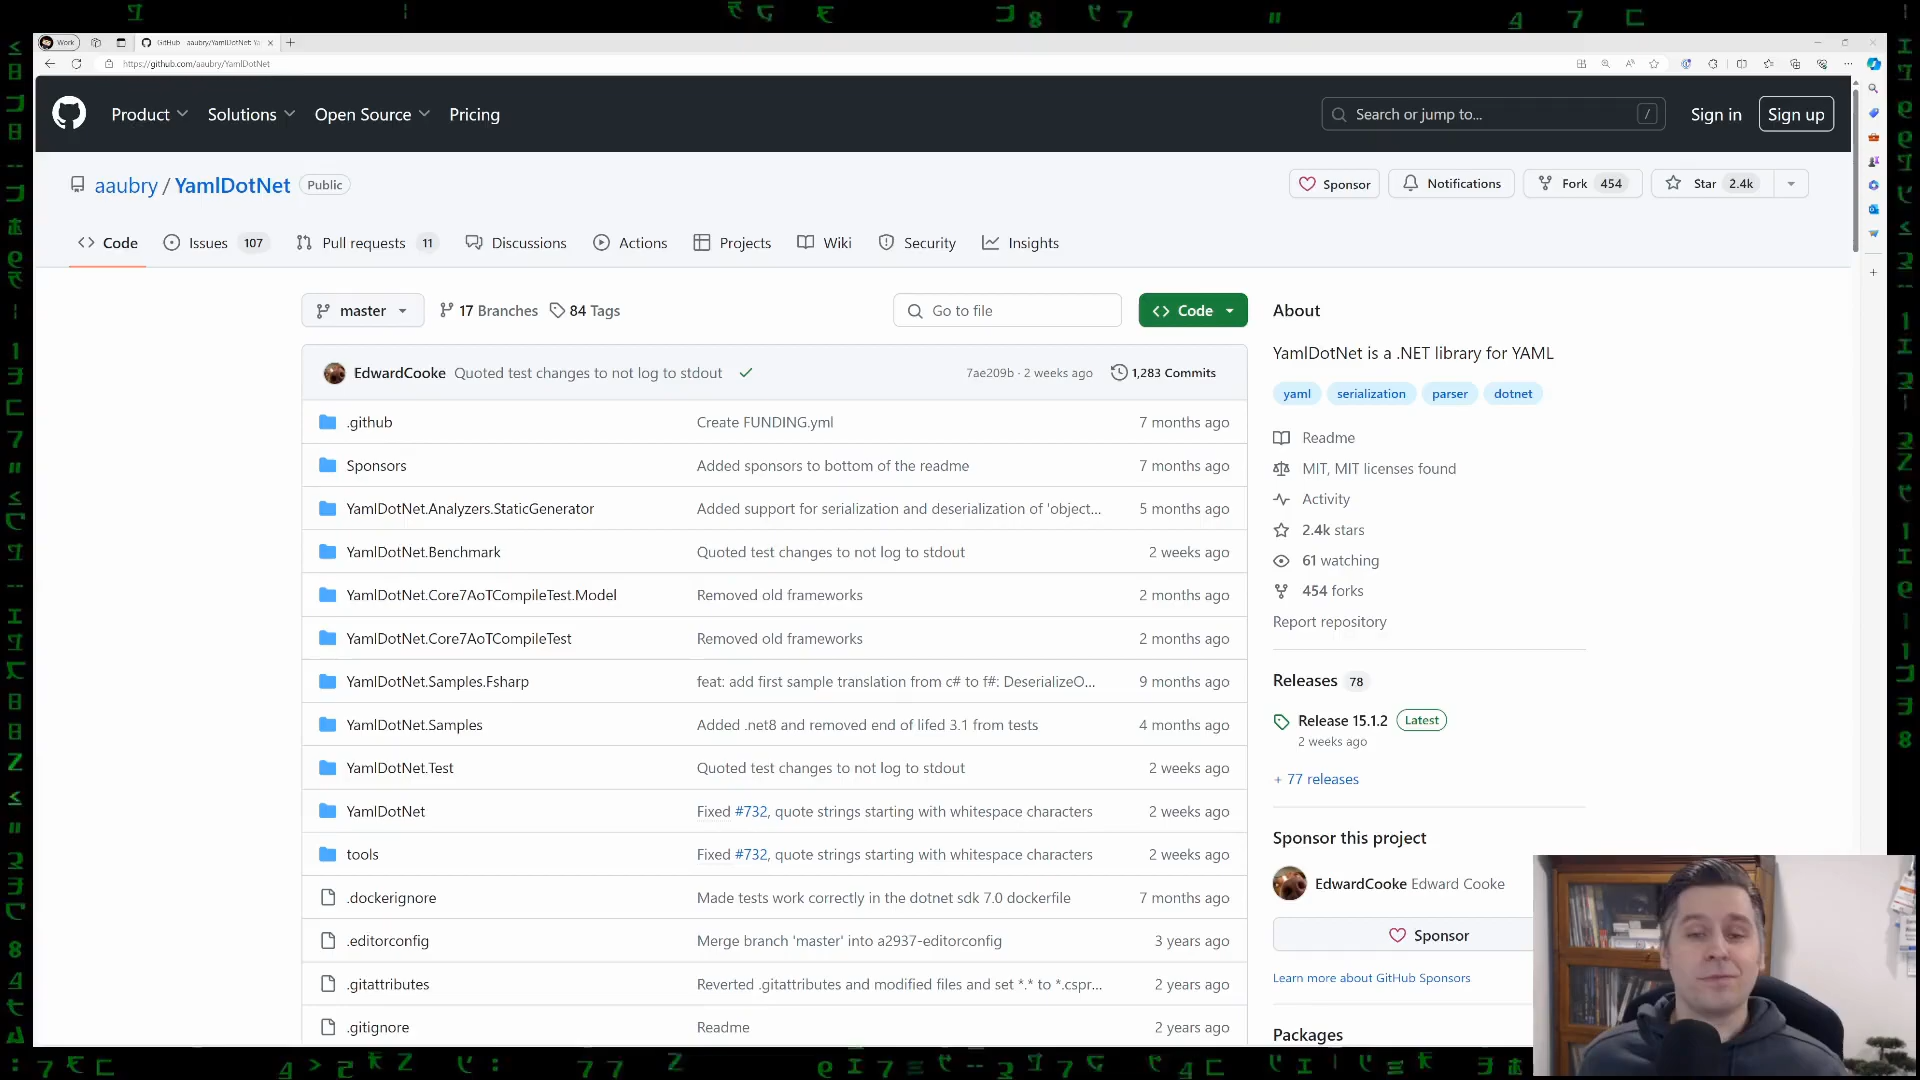 Work
GitHub - aaubry/YamlDotNet: Ya
https://github.com/aaubry/YamlDotNet
Product
Solutions
Open Source
Pricing
Search or jump to...
/
Sign in
Sign up
aaubry / YamlDotNet
Public
Sponsor
Notifications
Fork 454
Star 2.4k
Code
Issues 107
Pull requests 11
Discussions
Actions
Projects
Wiki
Security
Insights
master
17 Branches
84 Tags
Go to file
Code
EdwardCooke Quoted test changes to not log to stdout
7ae209b · 2 weeks ago
1,283 Commits
.github Create FUNDING.yml 7 months ago
Sponsors Added sponsors to bottom of the readme 7 months ago
YamlDotNet.Analyzers.StaticGenerator Added support for serialization and deserialization of 'object... 5 months ago
YamlDotNet.Benchmark Quoted test changes to not log to stdout 2 weeks ago
YamlDotNet.Core7AoTCompileTest.Model Removed old frameworks 2 months ago
YamlDotNet.Core7AoTCompileTest Removed old frameworks 2 months ago
YamlDotNet.Samples.Fsharp feat: add first sample translation from c# to f#: DeserializeO... 9 months ago
YamlDotNet.Samples Added .net8 and removed end of lifed 3.1 from tests 4 months ago
YamlDotNet.Test Quoted test changes to not log to stdout 2 weeks ago
YamlDotNet Fixed #732, quote strings starting with whitespace characters 2 weeks ago
tools Fixed #732, quote strings starting with whitespace characters 2 weeks ago
.dockerignore Made tests work correctly in the dotnet sdk 7.0 dockerfile 7 months ago
.editorconfig Merge branch 'master' into a2937-editorconfig 3 years ago
.gitattributes Reverted .gitattributes and modified files and set *.* to *.cspr... 2 years ago
.gitignore Readme 2 years ago
About
YamlDotNet is a .NET library for YAML
yaml
serialization
parser
dotnet
Readme
MIT, MIT licenses found
Activity
2.4k stars
61 watching
454 forks
Report repository
Releases 78
Release 15.1.2 Latest
2 weeks ago
+ 77 releases
Sponsor this project
EdwardCooke Edward Cooke
Sponsor
Learn more about GitHub Sponsors
Packages